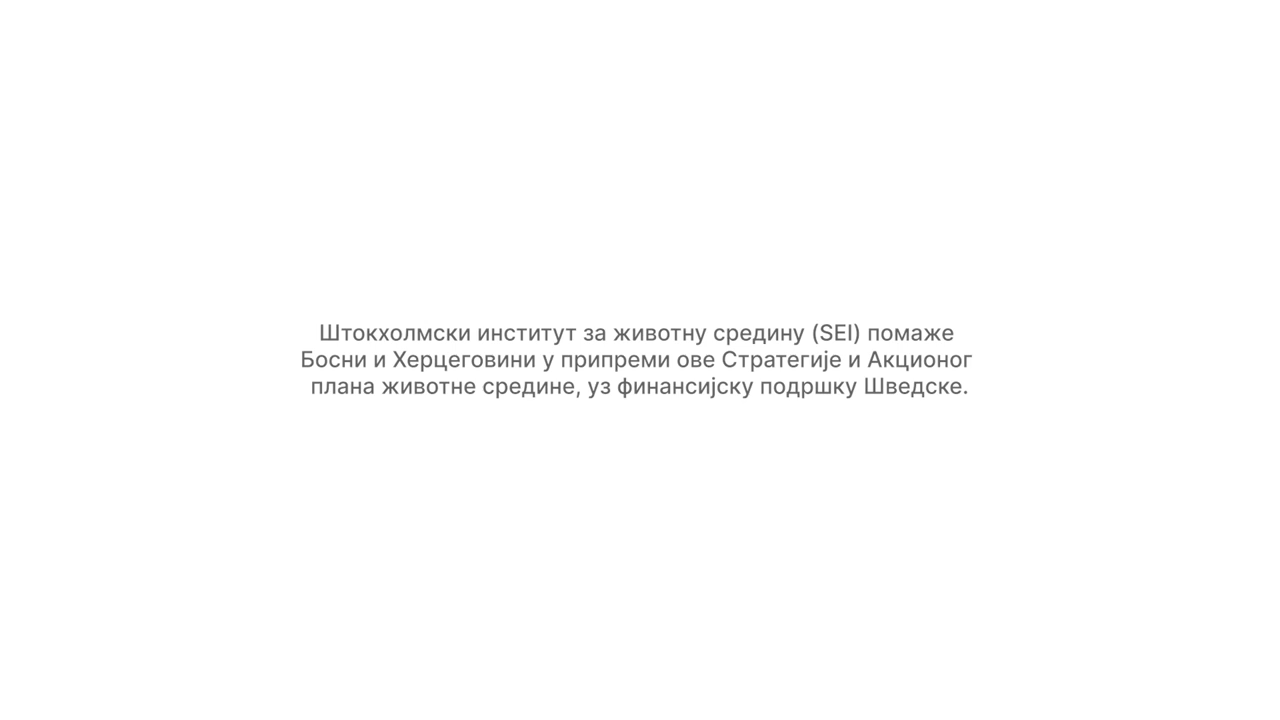 Штокхолмски институт за животну средину (SEI) помаже
Босни и Херцеговини у припреми ове Стратегије и Акционог
плана животне средине, уз финансијску подршку Шведске.